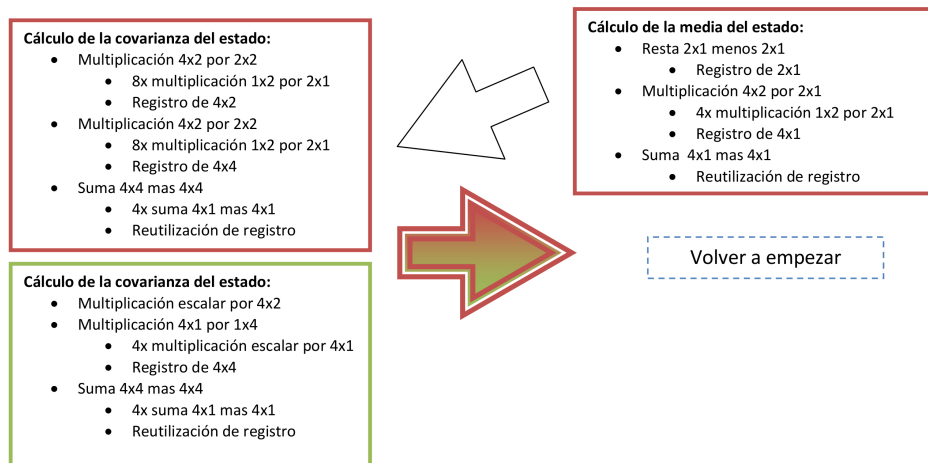 Cálculo de la covarianza del estado:
• Multiplicación 4x2 por 2x2
• 8x multiplicación 1x2 por 2x1
• Registro de 4x2
• Multiplicación 4x2 por 2x2
• 8x multiplicación 1x2 por 2x1
• Registro de 4x4
• Suma 4x4 mas 4x4
• 4x suma 4x1 mas 4x1
• Reutilización de registro
Cálculo de la media del estado:
• Resta 2x1 menos 2x1
• Registro de 2x1
• Multiplicación 4x2 por 2x1
• 4x multiplicación 1x2 por 2x1
• Registro de 4x1
• Suma 4x1 mas 4x1
• Reutilización de registro
Volver a empezar
Cálculo de la covarianza del estado:
• Multiplicación escalar por 4x2
• Multiplicación 4x1 por 1x4
• 4x multiplicación escalar por 4x1
• Registro de 4x4
• Suma 4x4 mas 4x4
• 4x suma 4x1 mas 4x1
• Reutilización de registro